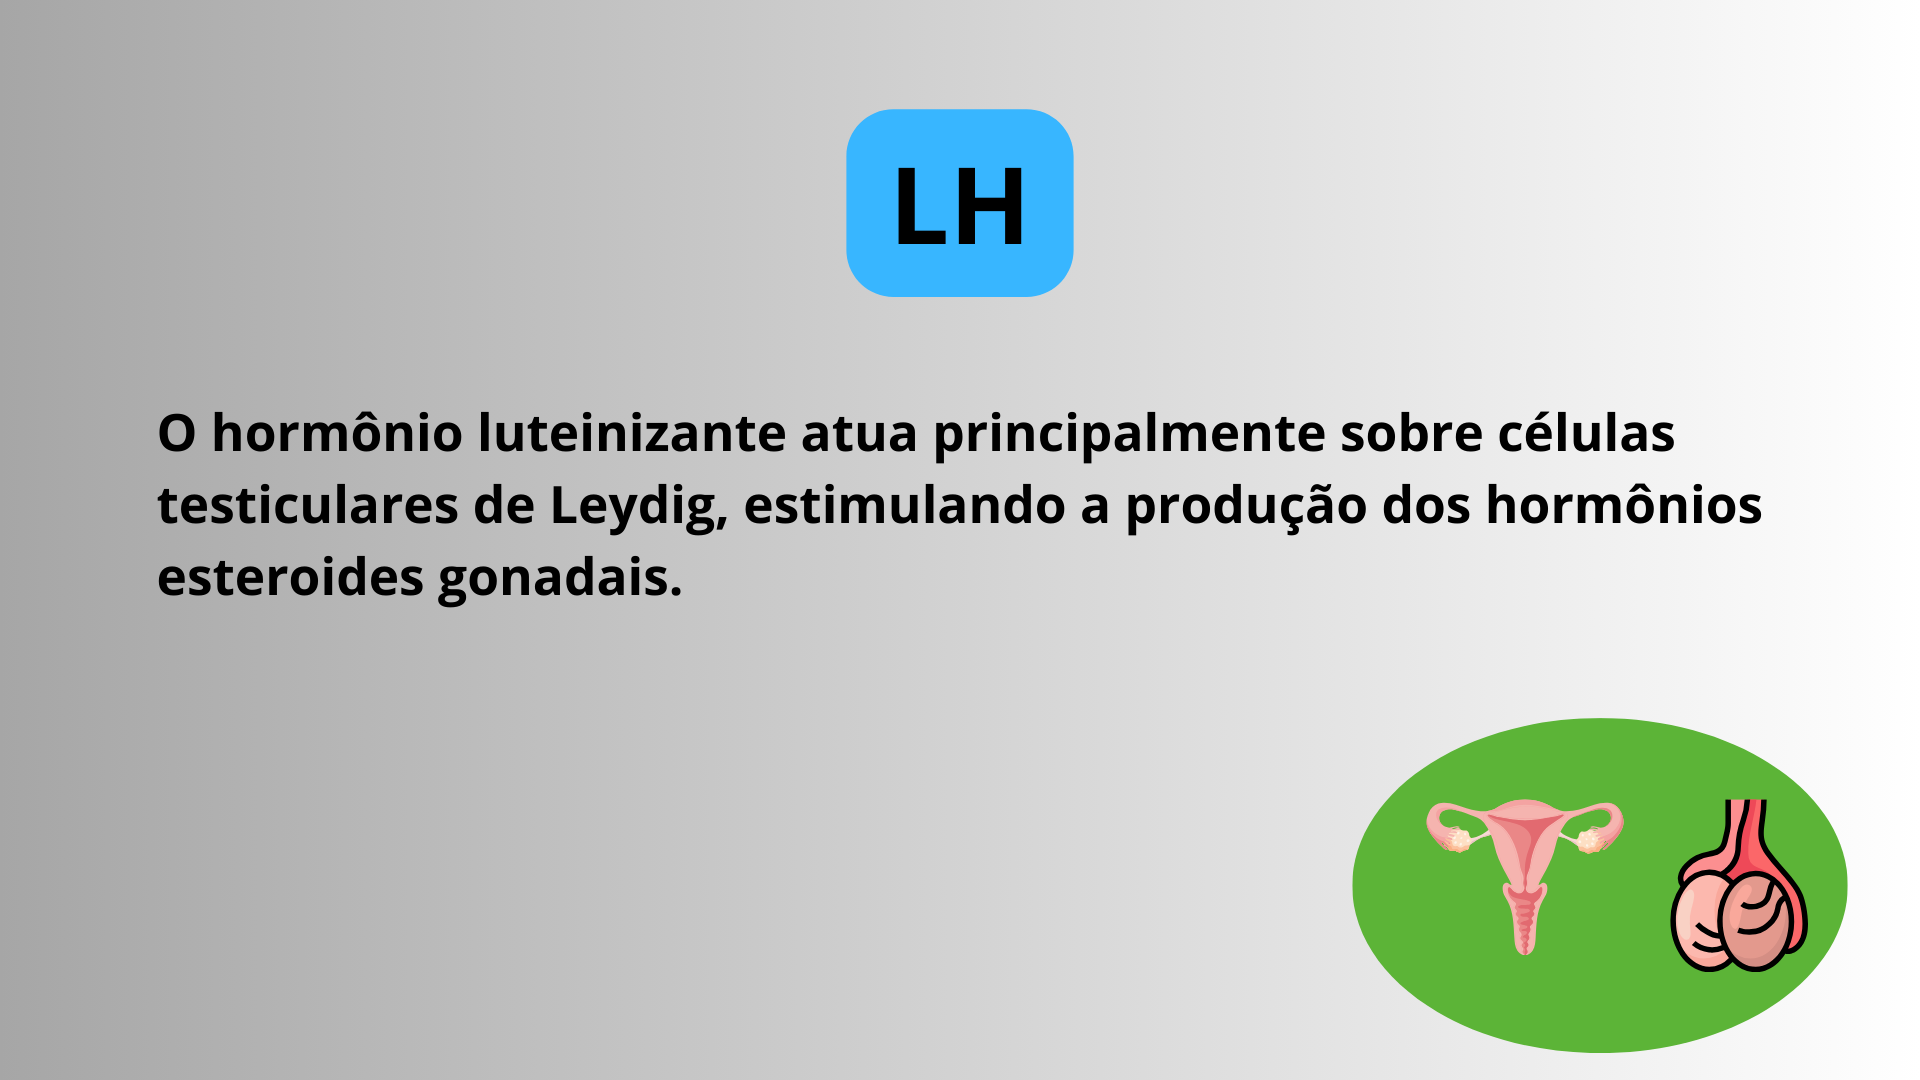 LH
O hormônio luteinizante atua principalmente sobre células
testiculares de Leydig, estimulando a produção dos hormônios
esteroides gonadais.